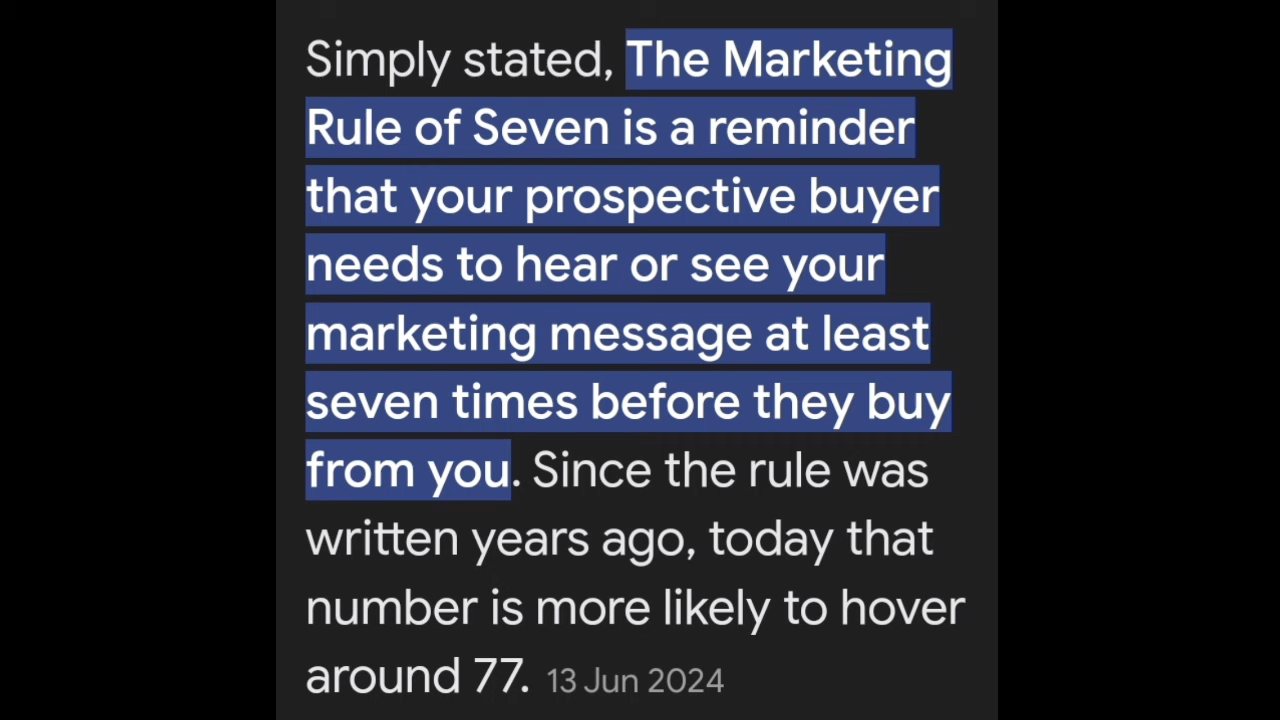 Simply stated, The Marketing
Rule of Seven is a reminder
that your prospective buyer
needs to hear or see your
marketing message at least
seven times before they buy
from you. Since the rule was
written years ago, today that
number is more likely to hover
around 77. 13 Jun 2024